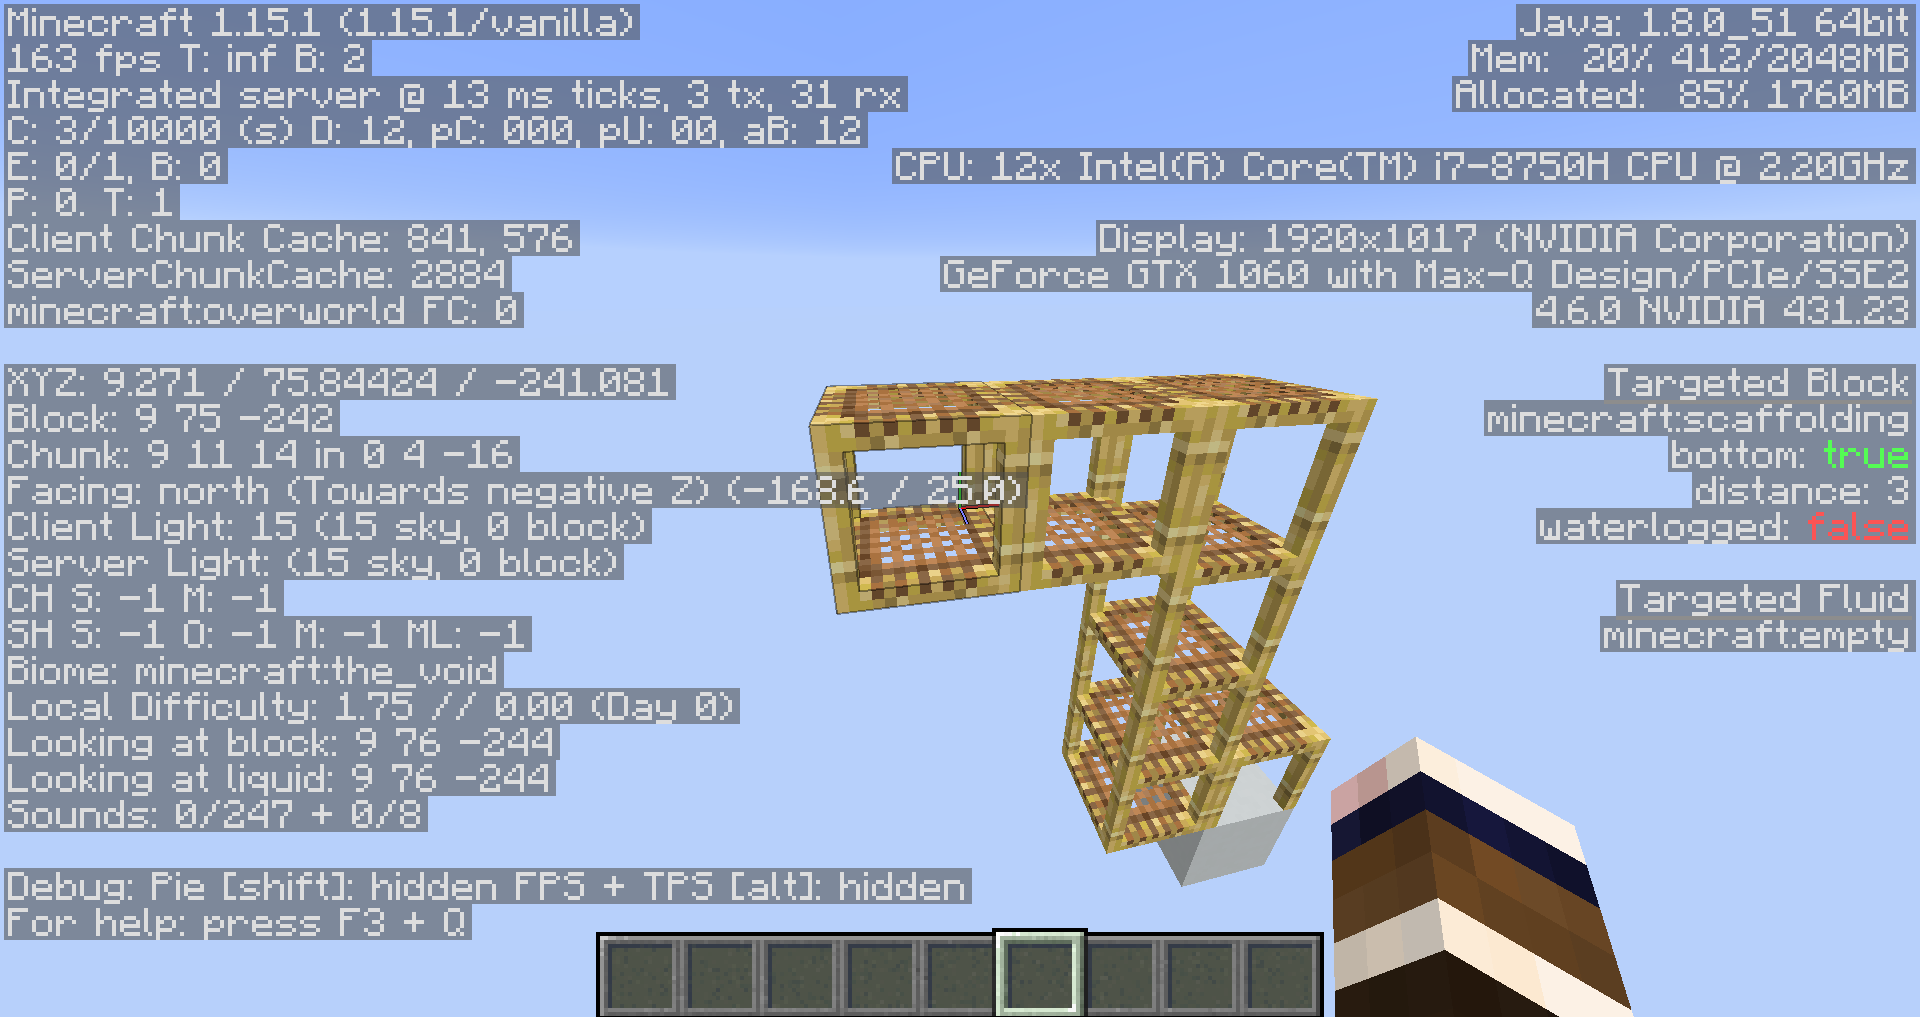 Minecraft 1.15.1 (1.15.1/vanilla)
163 fps T: inf B: 2
Integrated server @ 13 ms ticks, 3 tx, 31 rx
C: 3/10000 (s) D: 12, pC: 000, pU: 00, aB: 12
E: 0/1, B: 0
P: 0. T: 1
Client Chunk Cache: 841, 576
ServerChunkCache: 2884
minecraft:overworld FC: 0
XYZ: 9.271 / 75.84424 / -241.081
Block: 9 75 -242
Chunk: 9 11 14 in 0 4 -16
Facing: north (Towards negative Z) (-168.6 / 25.0)
Client Light: 15 (15 sky, 0 block)
Server Light: (15 sky, 0 block)
CH S: -1 M: -1
SH S: -1 O: -1 M: -1 ML: -1
Biome: minecraft:the_void
Local Difficulty: 1.75 // 0.00 (Day 0)
Looking at block: 9 76 -244
Looking at liquid: 9 76 -244
Sounds: 0/247 + 0/8
Debug: Pie [shift]: hidden FPS + TPS [alt]: hidden
For help: press F3 + Q
Java: 1.8.0_51 64bit
Mem: 20% 412/2048MB
Allocated: 85% 1760MB
CPU: 12x Intel(R) Core(TM) i7-8750H CPU @ 2.20GHz
Display: 1920x1017 (NVIDIA Corporation)
GeForce GTX 1060 with Max-Q Design/PCIe/SSE2
4.6.0 NVIDIA 431.23
Targeted Block
minecraft:scaffolding
bottom: true
distance: 3
waterlogged: false
Targeted Fluid
minecraft:empty